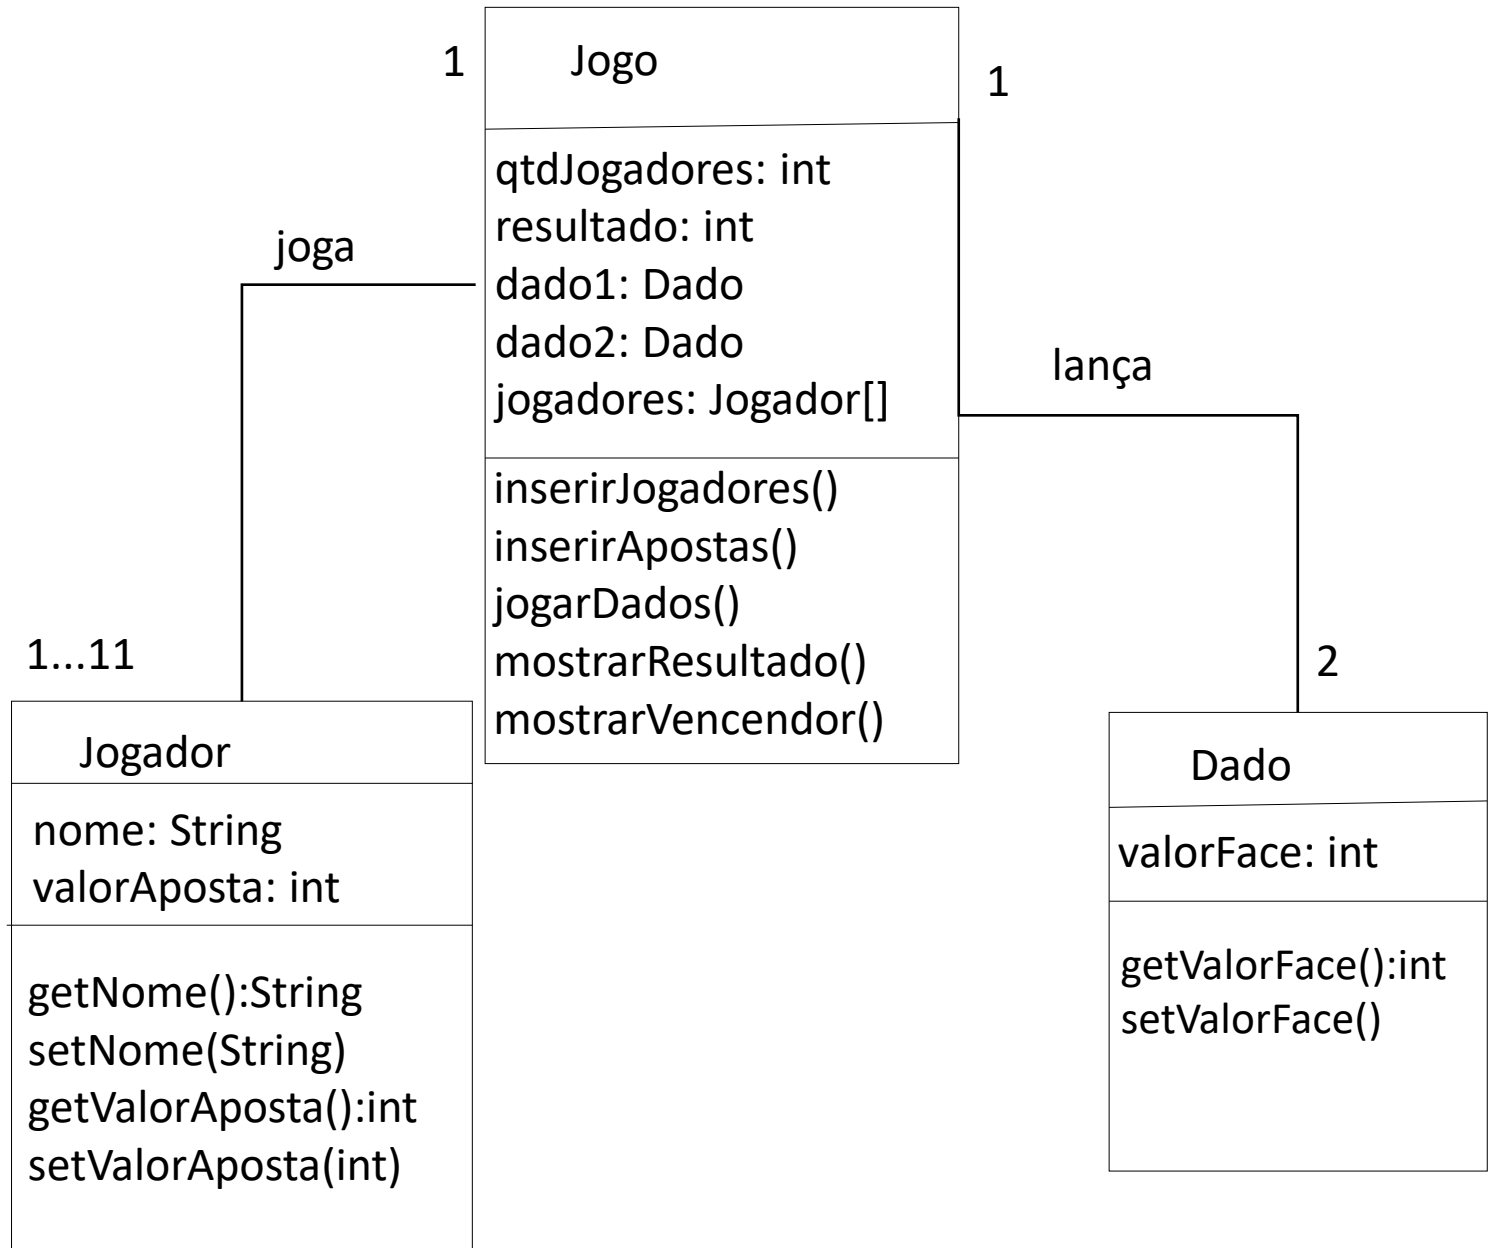 1
Jogo
1
qtdJogadores: int
resultado: int
dado1: Dado
dado2: Dado
jogadores: Jogador[]
inserirJogadores()
inserirApostas()
jogarDados()
mostrarResultado()
mostrarVencendor()
joga
lança
1...11
2
Jogador
nome: String
valorAposta: int
getNome():String
setNome(String)
getValorAposta():int
setValorAposta(int)
Dado
valorFace: int
getValorFace():int
setValorFace()